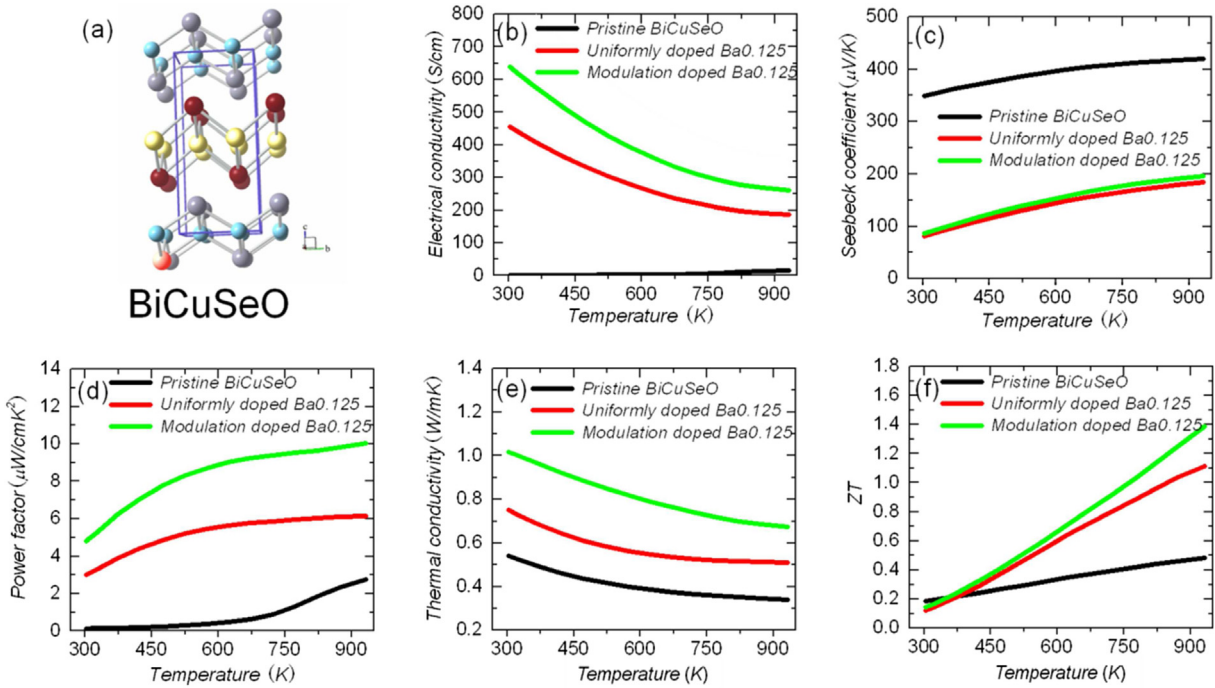 (a)
c
b
BiCuSeO
(b)
Pristine BiCuSeO
Uniformly doped Ba0.125
Modulation doped Ba0.125
Electrical conductivity (S/cm)
800
700
600
500
400
300
200
100
0
300 450 600 750 900
Temperature (K)
(c)
Pristine BiCuSeO
Uniformly doped Ba0.125
Modulation doped Ba0.125
Seebeck coefficient (μV/K)
500
400
300
200
100
0
300 450 600 750 900
Temperature (K)
(d)
Pristine BiCuSeO
Uniformly doped Ba0.125
Modulation doped Ba0.125
Power factor (μW/cmK²)
14
12
10
8
6
4
2
0
300 450 600 750 900
Temperature (K)
(e)
Pristine BiCuSeO
Uniformly doped Ba0.125
Modulation doped Ba0.125
Thermal conductivity (W/mK)
1.4
1.2
1.0
0.8
0.6
0.4
0.2
300 450 600 750 900
Temperature (K)
(f)
Pristine BiCuSeO
Uniformly doped Ba0.125
Modulation doped Ba0.125
ZT
1.8
1.6
1.4
1.2
1.0
0.8
0.6
0.4
0.2
0.0
300 450 600 750 900
Temperature (K)